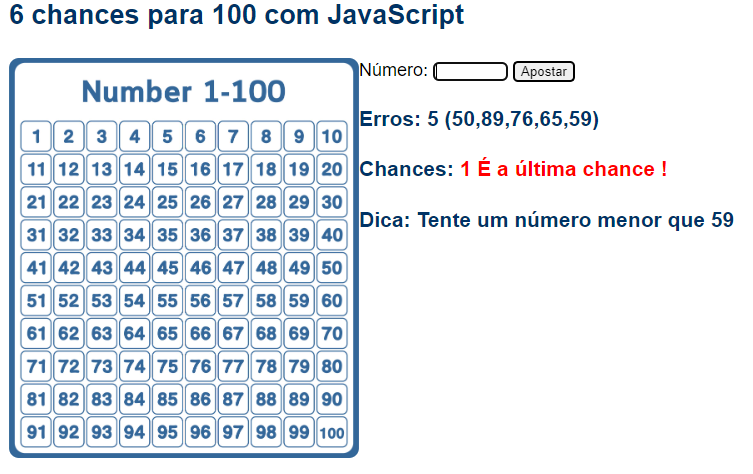 6 chances para 100 com JavaScript
Number 1-100
1 2 3 4 5 6 7 8 9 10
11 12 13 14 15 16 17 18 19 20
21 22 23 24 25 26 27 28 29 30
31 32 33 34 35 36 37 38 39 40
41 42 43 44 45 46 47 48 49 50
51 52 53 54 55 56 57 58 59 60
61 62 63 64 65 66 67 68 69 70
71 72 73 74 75 76 77 78 79 80
81 82 83 84 85 86 87 88 89 90
91 92 93 94 95 96 97 98 99 100
Número: Apostar
Erros: 5 (50,89,76,65,59)
Chances: 1 É a última chance !
Dica: Tente um número menor que 59